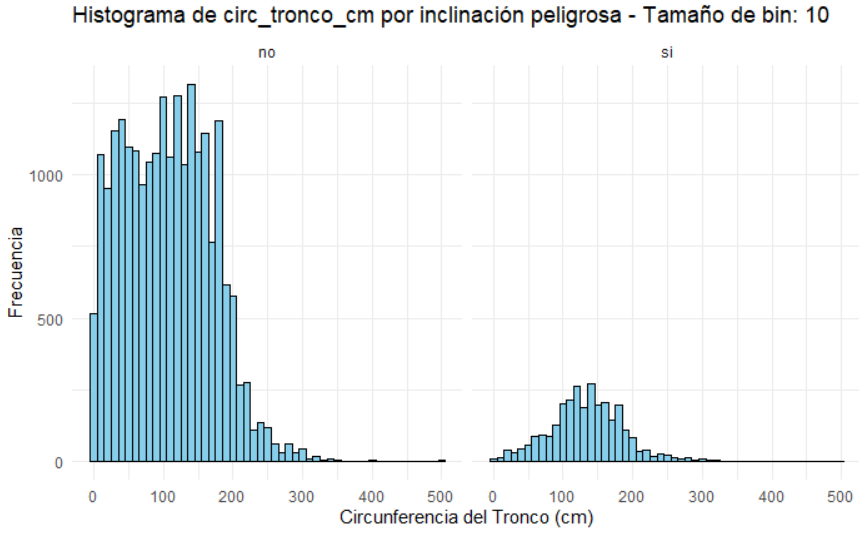 Histograma de circ_tronco_cm por inclinación peligrosa - Tamaño de bin: 10
no
si
Frecuencia
1000
500
0
0 100 200 300 400 500
0 100 200 300 400 500
Circunferencia del Tronco (cm)